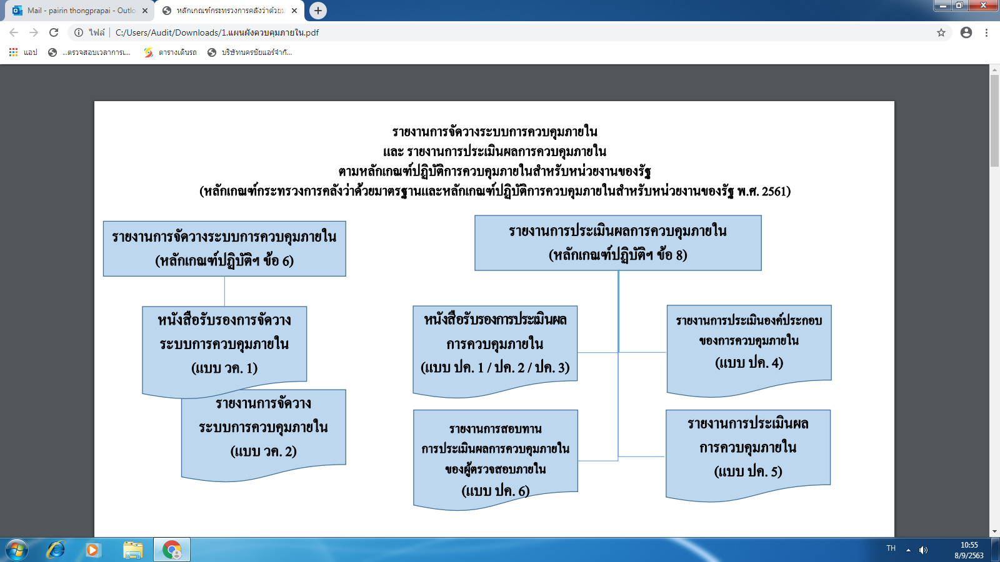 Mail - pairin thongprapai - Outlo
หลักเกณฑ์กระทรวงการคลังว่าด้วยม
ไฟล์
C:/Users/Audit/Downloads/1.แผนผังควบคุมภายใน.pdf
แอป
...ตรวจสอบเวลาการเ...
ตารางเดินรถ
บริษัทนครชัยแอร์จำกั...
รายงานการจัดวางระบบการควบคุมภายใน
และ รายงานการประเมินผลการควบคุมภายใน
ตามหลักเกณฑ์ปฏิบัติการควบคุมภายในสำหรับหน่วยงานของรัฐ
(หลักเกณฑ์กระทรวงการคลังว่าด้วยมาตรฐานและหลักเกณฑ์ปฏิบัติการควบคุมภายในสำหรับหน่วยงานของรัฐ พ.ศ. 2561)
รายงานการจัดวางระบบการควบคุมภายใน
(หลักเกณฑ์ปฏิบัติฯ ข้อ 6)
หนังสือรับรองการจัดวาง
ระบบการควบคุมภายใน
(แบบ วค. 1)
รายงานการจัดวาง
ระบบการควบคุมภายใน
(แบบ วค. 2)
รายงานการประเมินผลการควบคุมภายใน
(หลักเกณฑ์ปฏิบัติฯ ข้อ 8)
หนังสือรับรองการประเมินผล
การควบคุมภายใน
(แบบ ปค. 1 / ปค. 2 / ปค. 3)
รายงานการประเมินองค์ประกอบ
ของการควบคุมภายใน
(แบบ ปค. 4)
รายงานการสอบทาน
การประเมินผลการควบคุมภายใน
ของผู้ตรวจสอบภายใน
(แบบ ปค. 6)
รายงานการประเมินผล
การควบคุมภายใน
(แบบ ปค. 5)
TH
10:55
8/9/2563